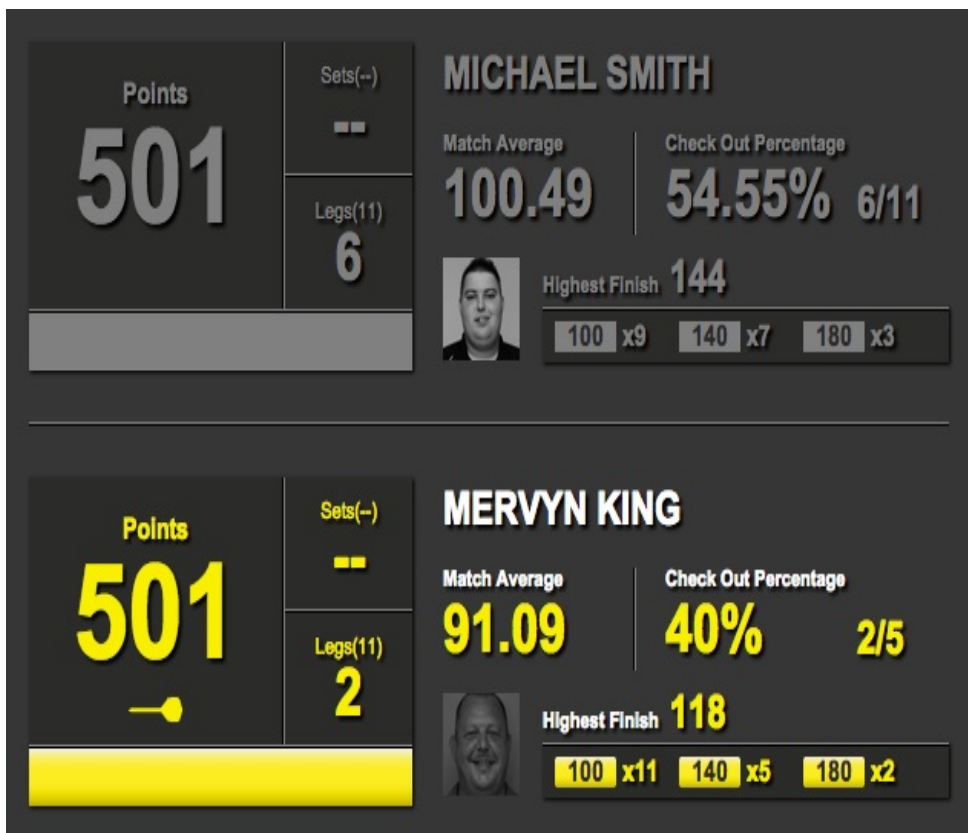 MICHAEL SMITH
Points
501
Sets(--)
--
Legs(11)
6
Match Average
100.49
Check Out Percentage
54.55% 6/11
Highest Finish 144
100 x9 140 x7 180 x3
MERVYN KING
Points
501
Sets(--)
--
Legs(11)
2
Match Average
91.09
Check Out Percentage
40% 2/5
Highest Finish 118
100 x11 140 x5 180 x2